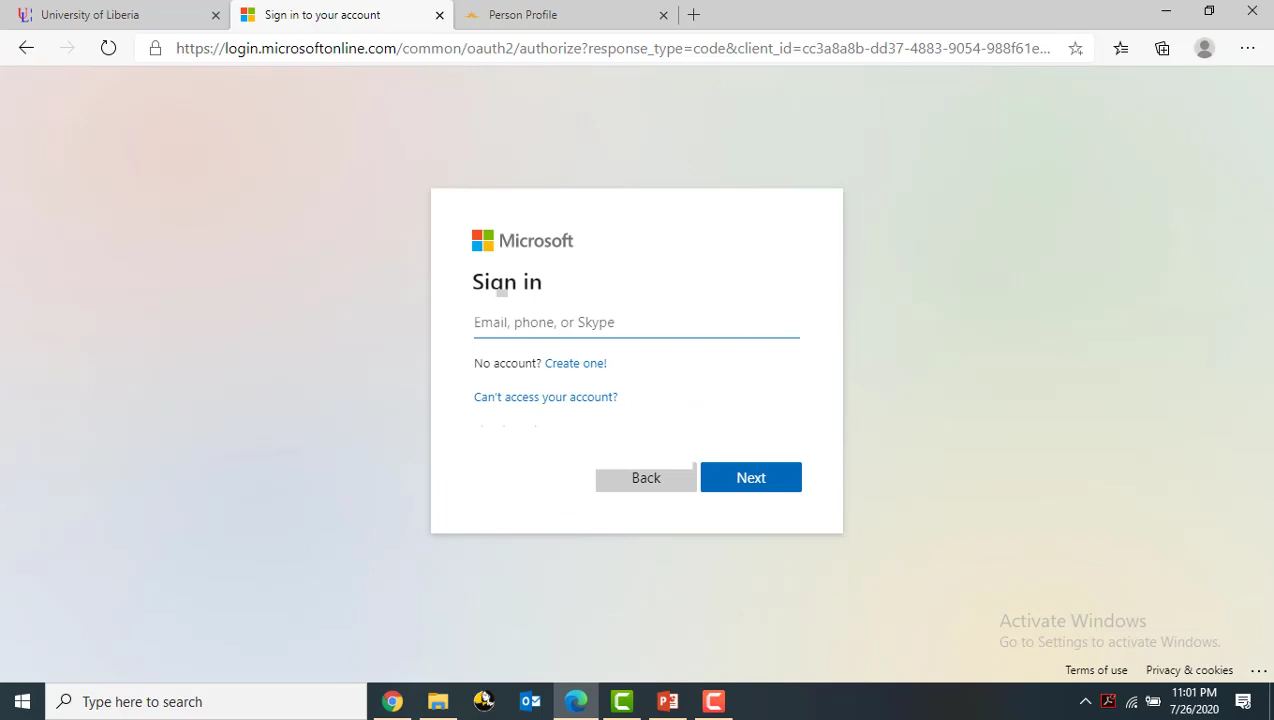 University of Liberia
Sign in to your account
Person Profile
https://login.microsoftonline.com/common/oauth2/authorize?response_type=code&client_id=cc3a8a8b-dd37-4883-9054-988f61e...
Microsoft
Sign in
Email, phone, or Skype
No account? Create one!
Can't access your account?
Back
Next
Activate Windows
Go to Settings to activate Windows.
Terms of use
Privacy & cookies
...
Type here to search
11:01 PM
7/26/2020